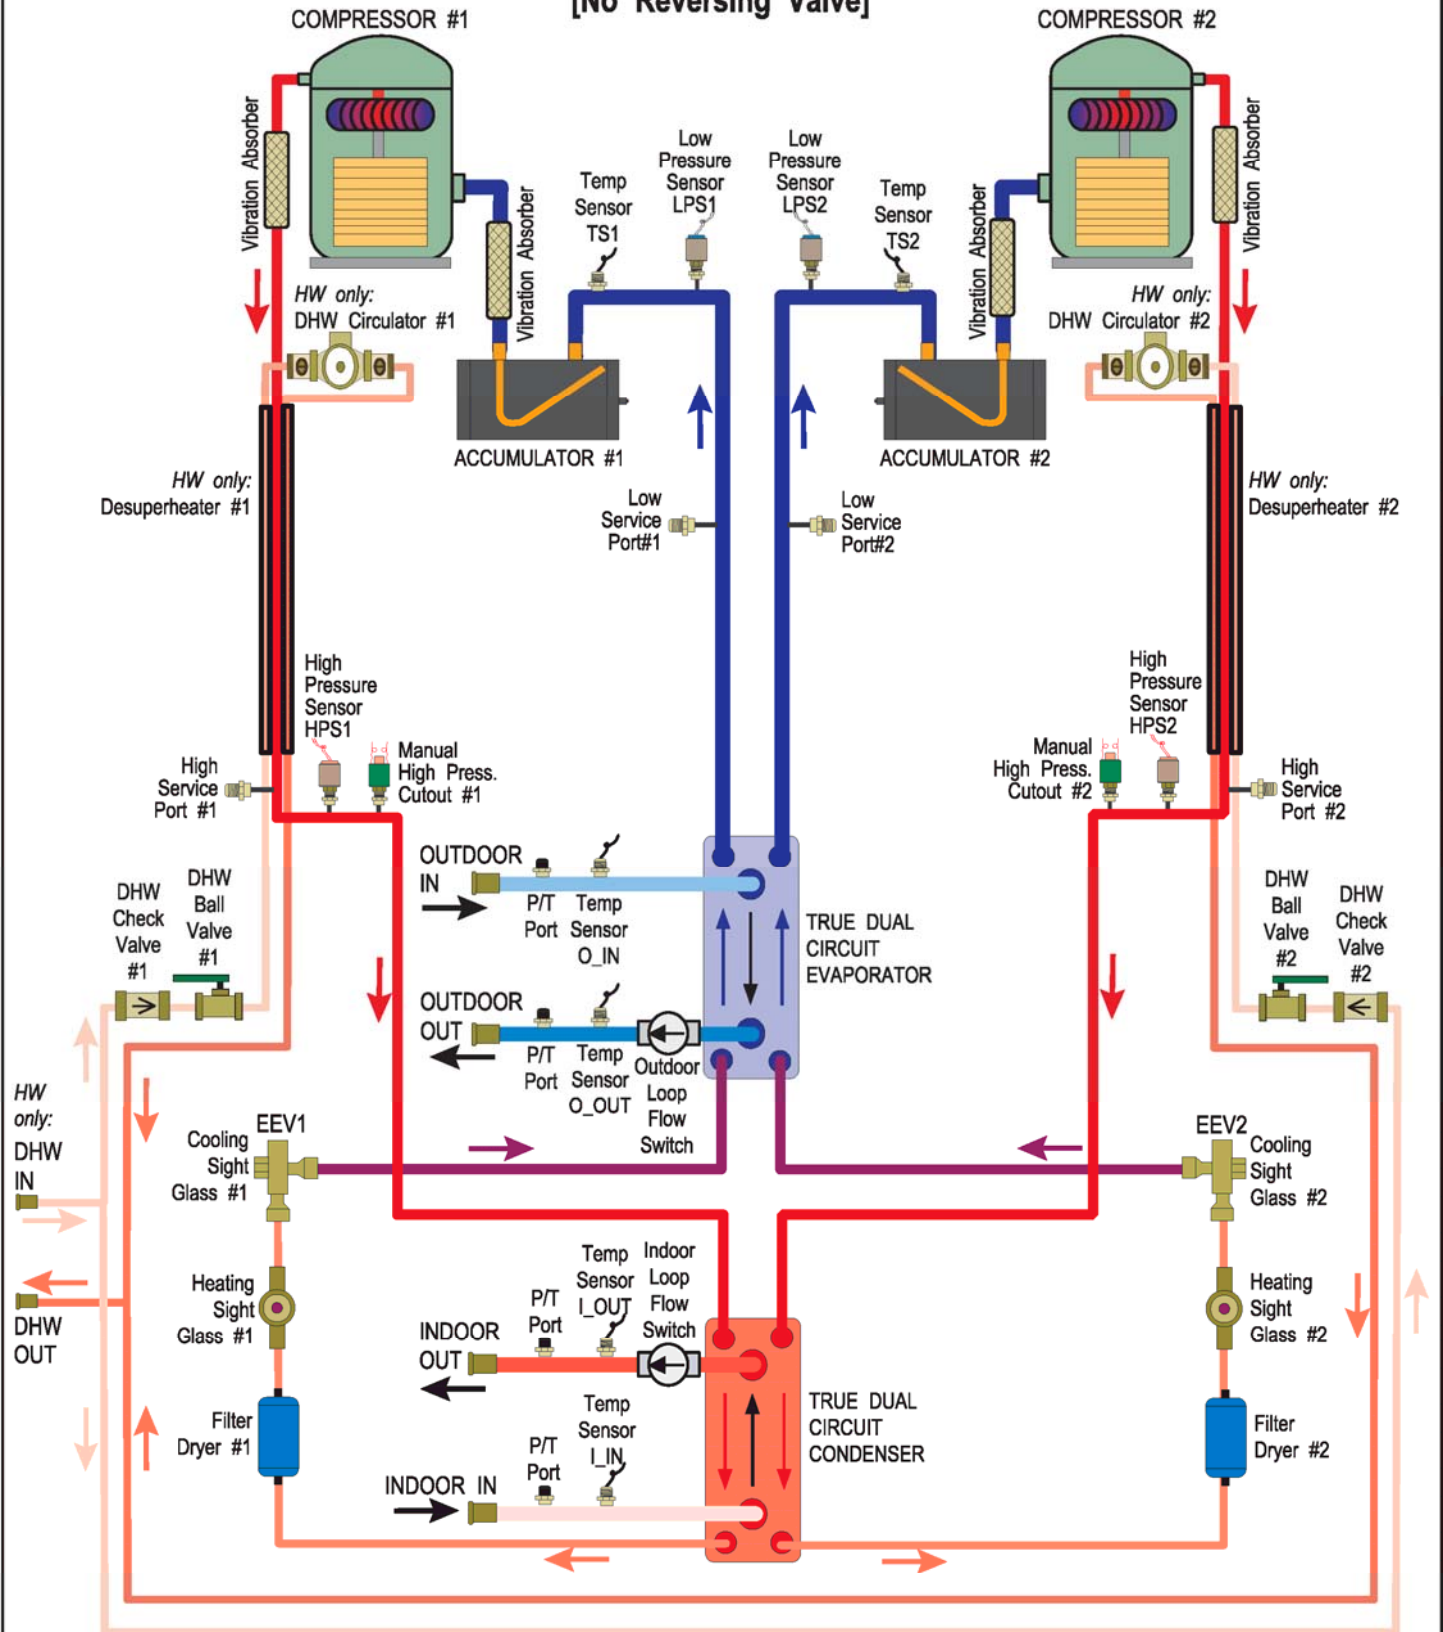 [No Reversing Valve]
COMPRESSOR #1
COMPRESSOR #2
Vibration Absorber
Vibration Absorber
Temp
Sensor
TS1
Low
Pressure
Sensor
LPS1
Low
Pressure
Sensor
LPS2
Temp
Sensor
TS2
Vibration Absorber
Vibration Absorber
HW only:
DHW Circulator #1
HW only:
DHW Circulator #2
ACCUMULATOR #1
ACCUMULATOR #2
HW only:
Desuperheater #1
Low
Service
Port#1
Low
Service
Port#2
HW only:
Desuperheater #2
High
Pressure
Sensor
HPS1
High
Pressure
Sensor
HPS2
High
Service
Port #1
Manual
High Press.
Cutout #1
Manual
High Press.
Cutout #2
High
Service
Port #2
DHW
Check
Valve
#1
DHW
Ball
Valve
#1
OUTDOOR
IN
P/T
Port
Temp
Sensor
O_IN
TRUE DUAL
CIRCUIT
EVAPORATOR
DHW
Ball
Valve
#2
DHW
Check
Valve
#2
OUTDOOR
OUT
P/T
Port
Temp
Sensor
O_OUT
Outdoor
Loop
Flow
Switch
HW
only:
DHW
IN
EEV1
Cooling
Sight
Glass #1
EEV2
Cooling
Sight
Glass #2
DHW
OUT
Heating
Sight
Glass #1
Temp
Sensor
I_OUT
Indoor
Loop
Flow
Switch
P/T
Port
INDOOR
OUT
Heating
Sight
Glass #2
Filter
Dryer #1
Temp
Sensor
I_IN
P/T
Port
INDOOR IN
TRUE DUAL
CIRCUIT
CONDENSER
Filter
Dryer #2